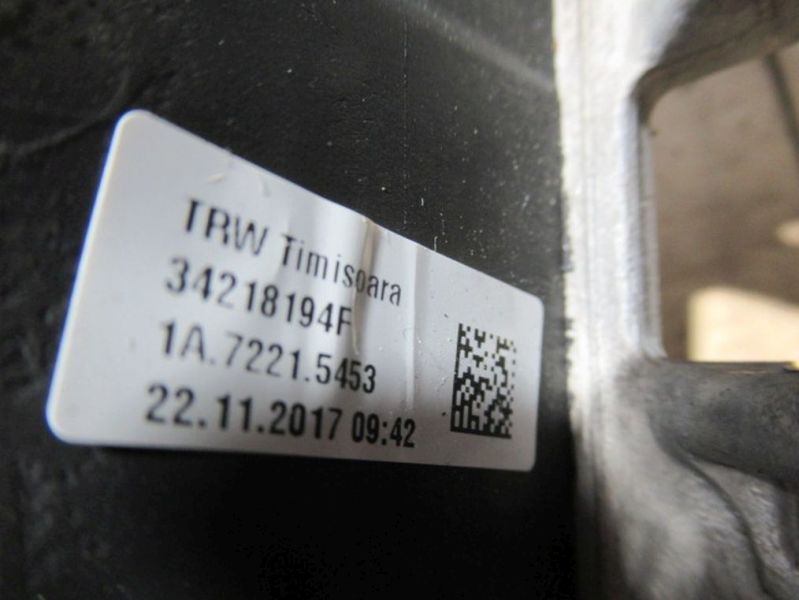 TRW Timisoara
34218194F
1A.7221.5453
22.11.2017 09:42